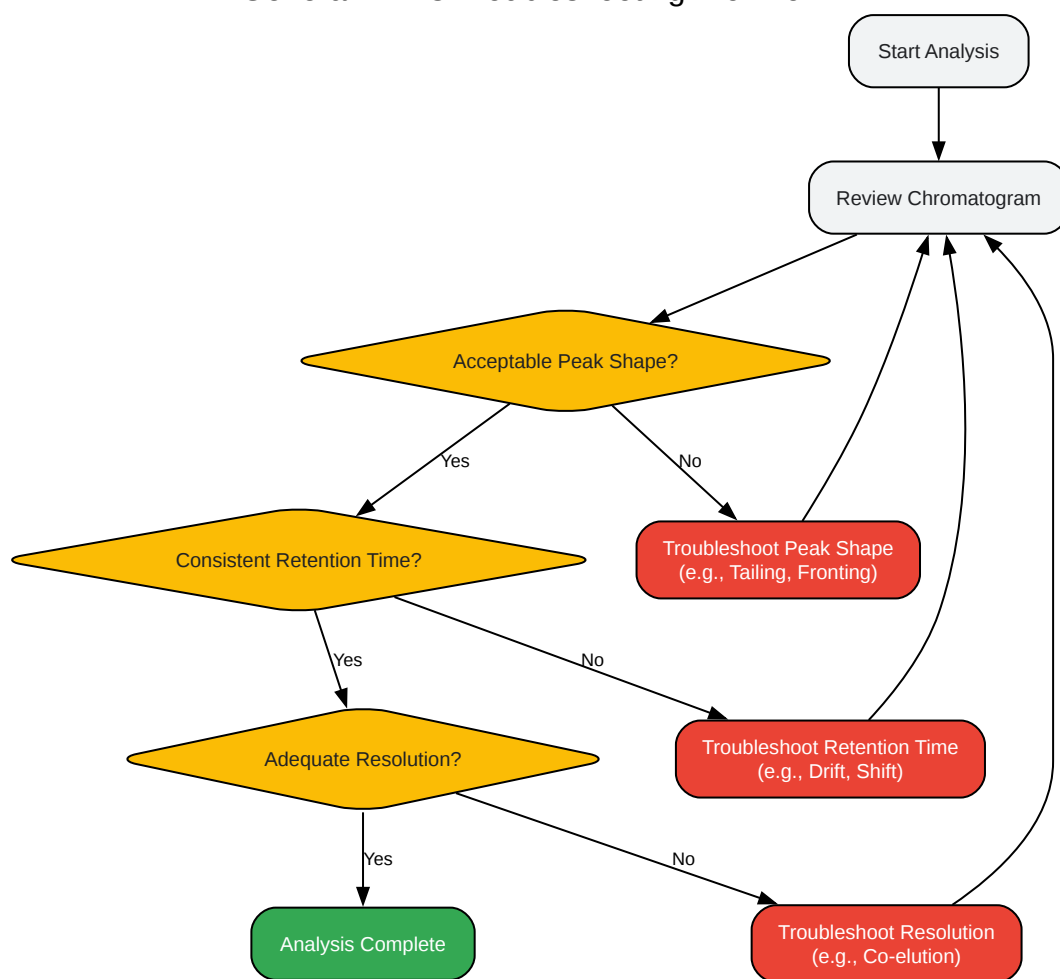 Start Analysis
Review Chromatogram
Acceptable Peak Shape?
Yes
No
Consistent Retention Time?
Troubleshoot Peak Shape
(e.g., Tailing, Fronting)
Yes
No
Adequate Resolution?
Troubleshoot Retention Time
(e.g., Drift, Shift)
Yes
No
Analysis Complete
Troubleshoot Resolution
(e.g., Co-elution)